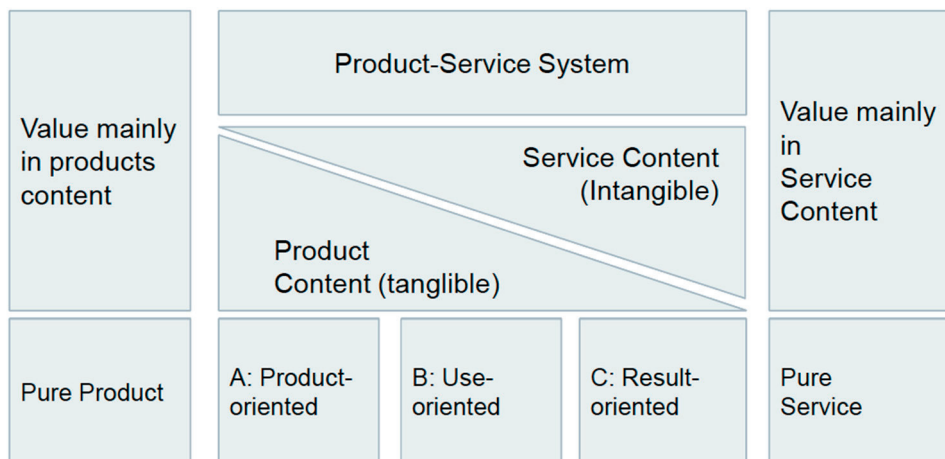 Value mainly
in products
content
Product-Service System
Service Content
(Intangible)
Product
Content (tanglible)
Value mainly
in
Service
Content
Pure Product
A: Product-
oriented
B: Use-
oriented
C: Result-
oriented
Pure
Service